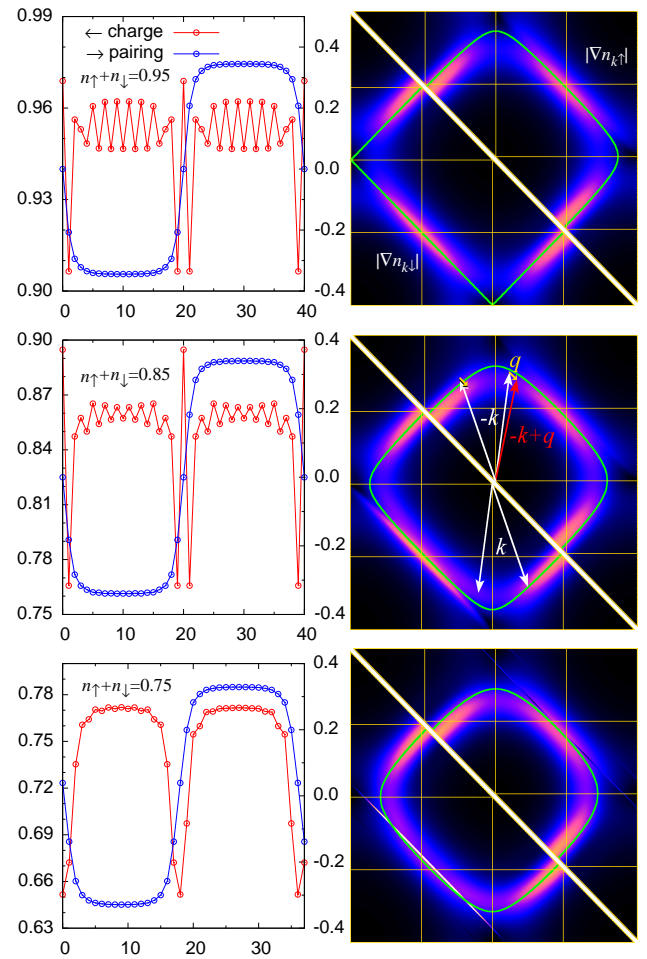 0.99
0.96
0.93
0.90
← charge
→ pairing
n↑+n↓=0.95
0.4
0.2
0.0
-0.2
-0.4
0 10 20 30 40
|∇nk↑|
|∇nk↓|
0.90
0.87
0.84
0.81
0.78
0.75
n↑+n↓=0.85
0.4
0.2
0.0
-0.2
-0.4
0 10 20 30 40
q
-k
-k+q
k
0.78
0.75
0.72
0.69
0.66
0.63
n↑+n↓=0.75
0.4
0.2
0.0
-0.2
-0.4
0 10 20 30